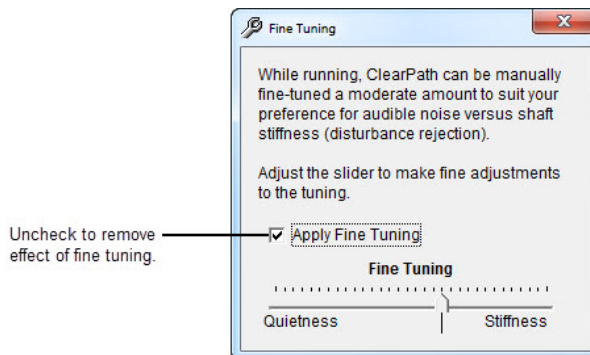 Fine Tuning
While running, ClearPath can be manually
fine-tuned a moderate amount to suit your
preference for audible noise versus shaft
stiffness (disturbance rejection).
Adjust the slider to make fine adjustments
to the tuning.
Uncheck to remove
effect of fine tuning.
Apply Fine Tuning
Fine Tuning
Quietness
Stiffness